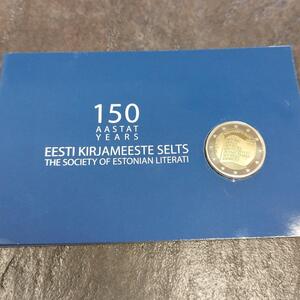 150
AASTAT
YEARS
EESTI KIRJAMEESTE SELTS
THE SOCIETY OF ESTONIAN LITERATI